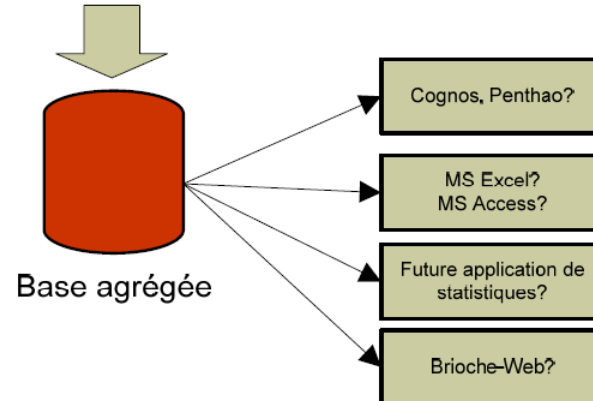 Cognos, Penthao?
MS Excel?
MS Access?
Base agrégée
Future application de
statistiques?
Brioche-Web?